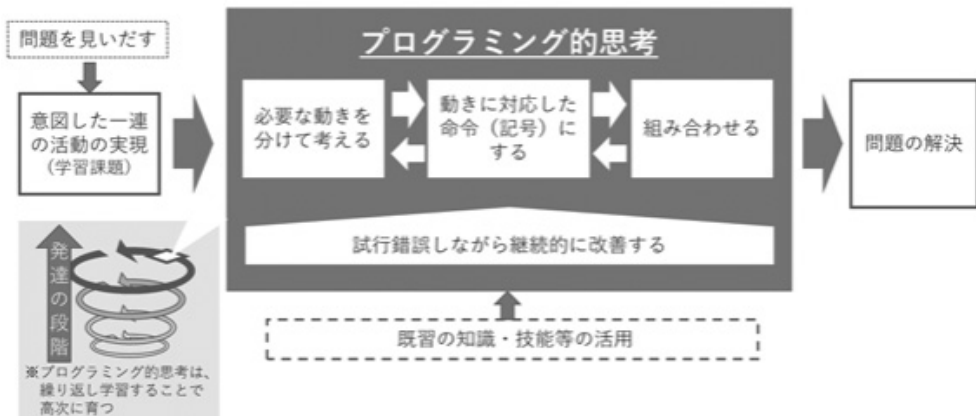 問題を見いだす
意図した一連
の活動の実現
(学習課題)
プログラミング的思考
必要な動きを
分けて考える
動きに対応した
命令（記号）に
する
組み合わせる
試行錯誤しながら継続的に改善する
問題の解決
既習の知識・技能等の活用
発達の段階
※プログラミング的思考は、
繰り返し学習することで
高次に育つ